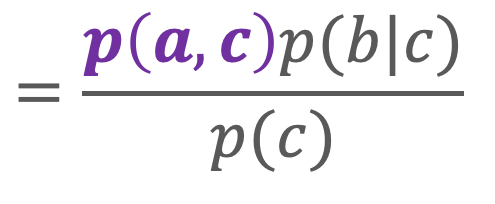 = p(a, c)p(b|c)
p(c)